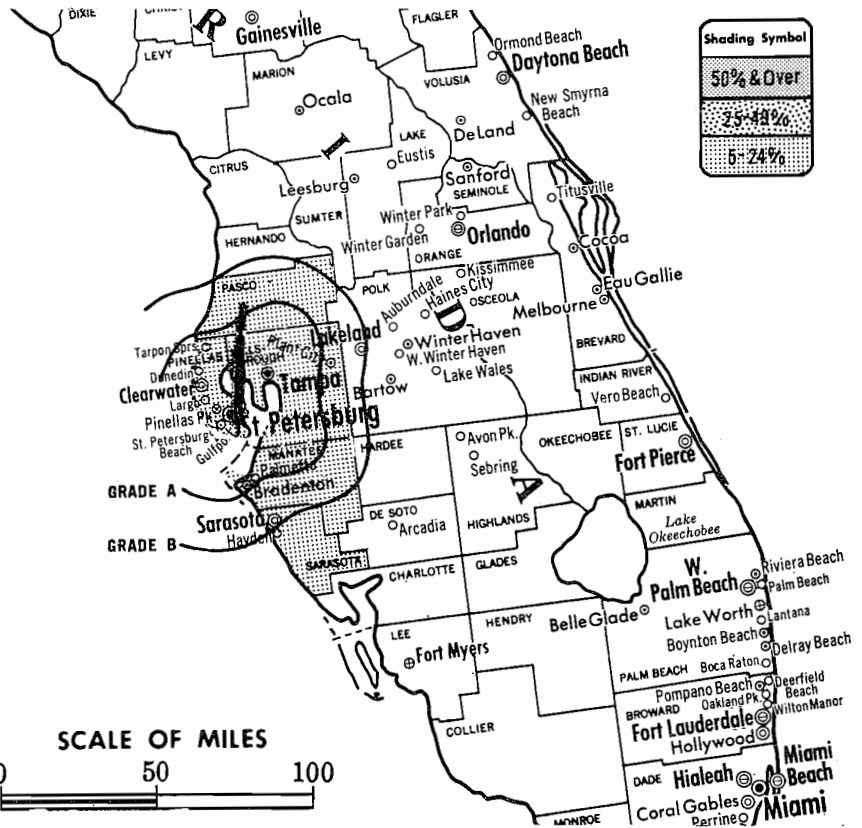 DIXIE
R
Gainesville
FLAGLER
LEVY
MARION
Ocala
Ormond Beach
Daytona Beach
VOLUSIA
New Smyrna
Beach
DeLand
I
LAKE
Eustis
CITRUS
Leesburg
Sanford
SEMINOLE
Titusville
SUMTER
Winter Park
Winter Garden
Orlando
HERNANDO
ORANGE
Cocoa
Kissimmee
PASCO
POLK
Auburndale
Haines City
OSCEOLA
Eau Gallie
Melbourne
D
Lakeland
Plant City
Winter Haven
W. Winter Haven
BREVARD
Tarpon Sprs.
PINELLAS
HILLS-
BOROUGH
Dunedin
Tampa
Lake Wales
INDIAN RIVER
Clearwater
Bartow
Vero Beach
Largo
Pinellas Pk.
St. Petersburg
St. Petersburg
Beach
Gulfport
HARDEE
Avon Pk.
OKEECHOBEE
ST. LUCIE
Fort Pierce
MANATEE
Palmetto
Sebring
GRADE A
Bradenton
A
MARTIN
Sarasota
DE SOTO
Arcadia
HIGHLANDS
Lake
Okeechobee
GRADE B
Hayden
SARASOTA
CHARLOTTE
GLADES
W.
Palm Beach
Riviera Beach
Palm Beach
Belle Glade
Lake Worth
Lantana
LEE
HENDRY
Boynton Beach
Delray Beach
Fort Myers
PALM BEACH
Boca Raton
Pompano Beach
Deerfield
Beach
Oakland Pk.
Wilton Manor
BROWARD
Fort Lauderdale
Hollywood
COLLIER
DADE
Hialeah
Miami
Beach
Coral Gables
Miami
Perrine
MONROE
Shading Symbol
50% & Over
25-49%
5-24%
SCALE OF MILES
0 50 100